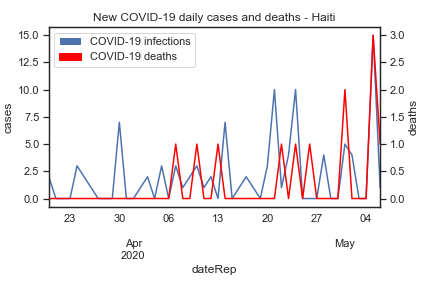 New COVID-19 daily cases and deaths - Haiti
COVID-19 infections
COVID-19 deaths
cases
15.0
12.5
10.0
7.5
5.0
2.5
0.0
deaths
3.0
2.5
2.0
1.5
1.0
0.5
0.0
23 30 06 13 20 27 04
Apr May
2020
dateRep